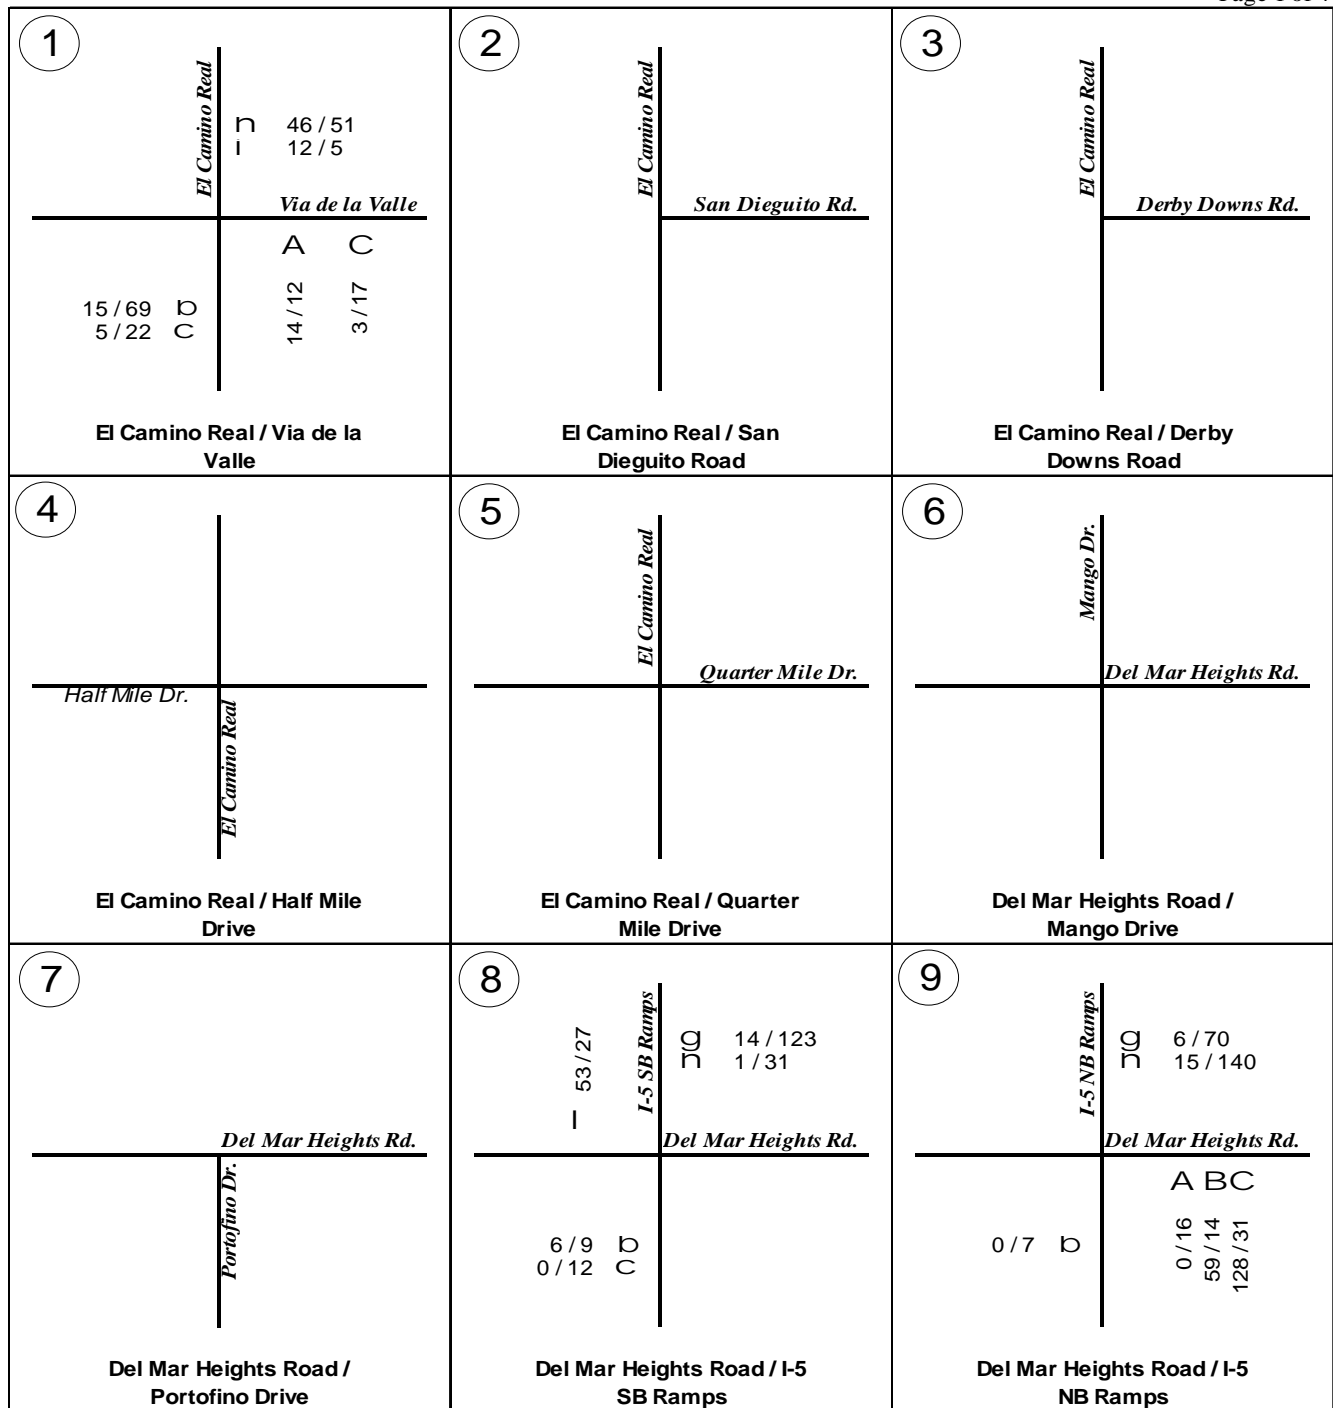 1
El Camino Real
n 46 / 51
i 12 / 5
Via de la Valle
A C
15 / 69 b
5 / 22 c
14 / 12
3 / 17
El Camino Real / Via de la
Valle
2
El Camino Real
San Dieguito Rd.
El Camino Real / San
Dieguito Road
3
El Camino Real
Derby Downs Rd.
El Camino Real / Derby
Downs Road
4
Half Mile Dr.
El Camino Real
El Camino Real / Half Mile
Drive
5
El Camino Real
Quarter Mile Dr.
El Camino Real / Quarter
Mile Drive
6
Mango Dr.
Del Mar Heights Rd.
Del Mar Heights Road /
Mango Drive
7
Del Mar Heights Rd.
Portofino Dr.
Del Mar Heights Road /
Portofino Drive
8
53 / 27
l
I-5 SB Ramps
g 14 / 123
n 1 / 31
Del Mar Heights Rd.
6 / 9 b
0 / 12 c
Del Mar Heights Road / I-5
SB Ramps
9
I-5 NB Ramps
g 6 / 70
n 15 / 140
Del Mar Heights Rd.
A B C
0 / 7 b
0 / 16
59 / 14
128 / 31
Del Mar Heights Road / I-5
NB Ramps